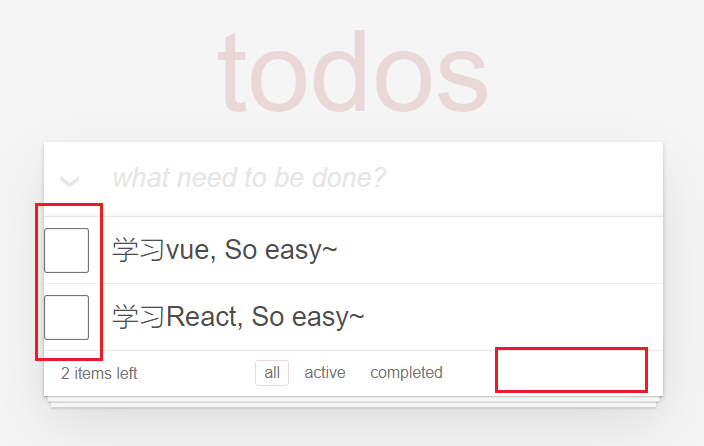 todos
what need to be done?
学习vue, So easy~
学习React, So easy~
2 items left all active completed